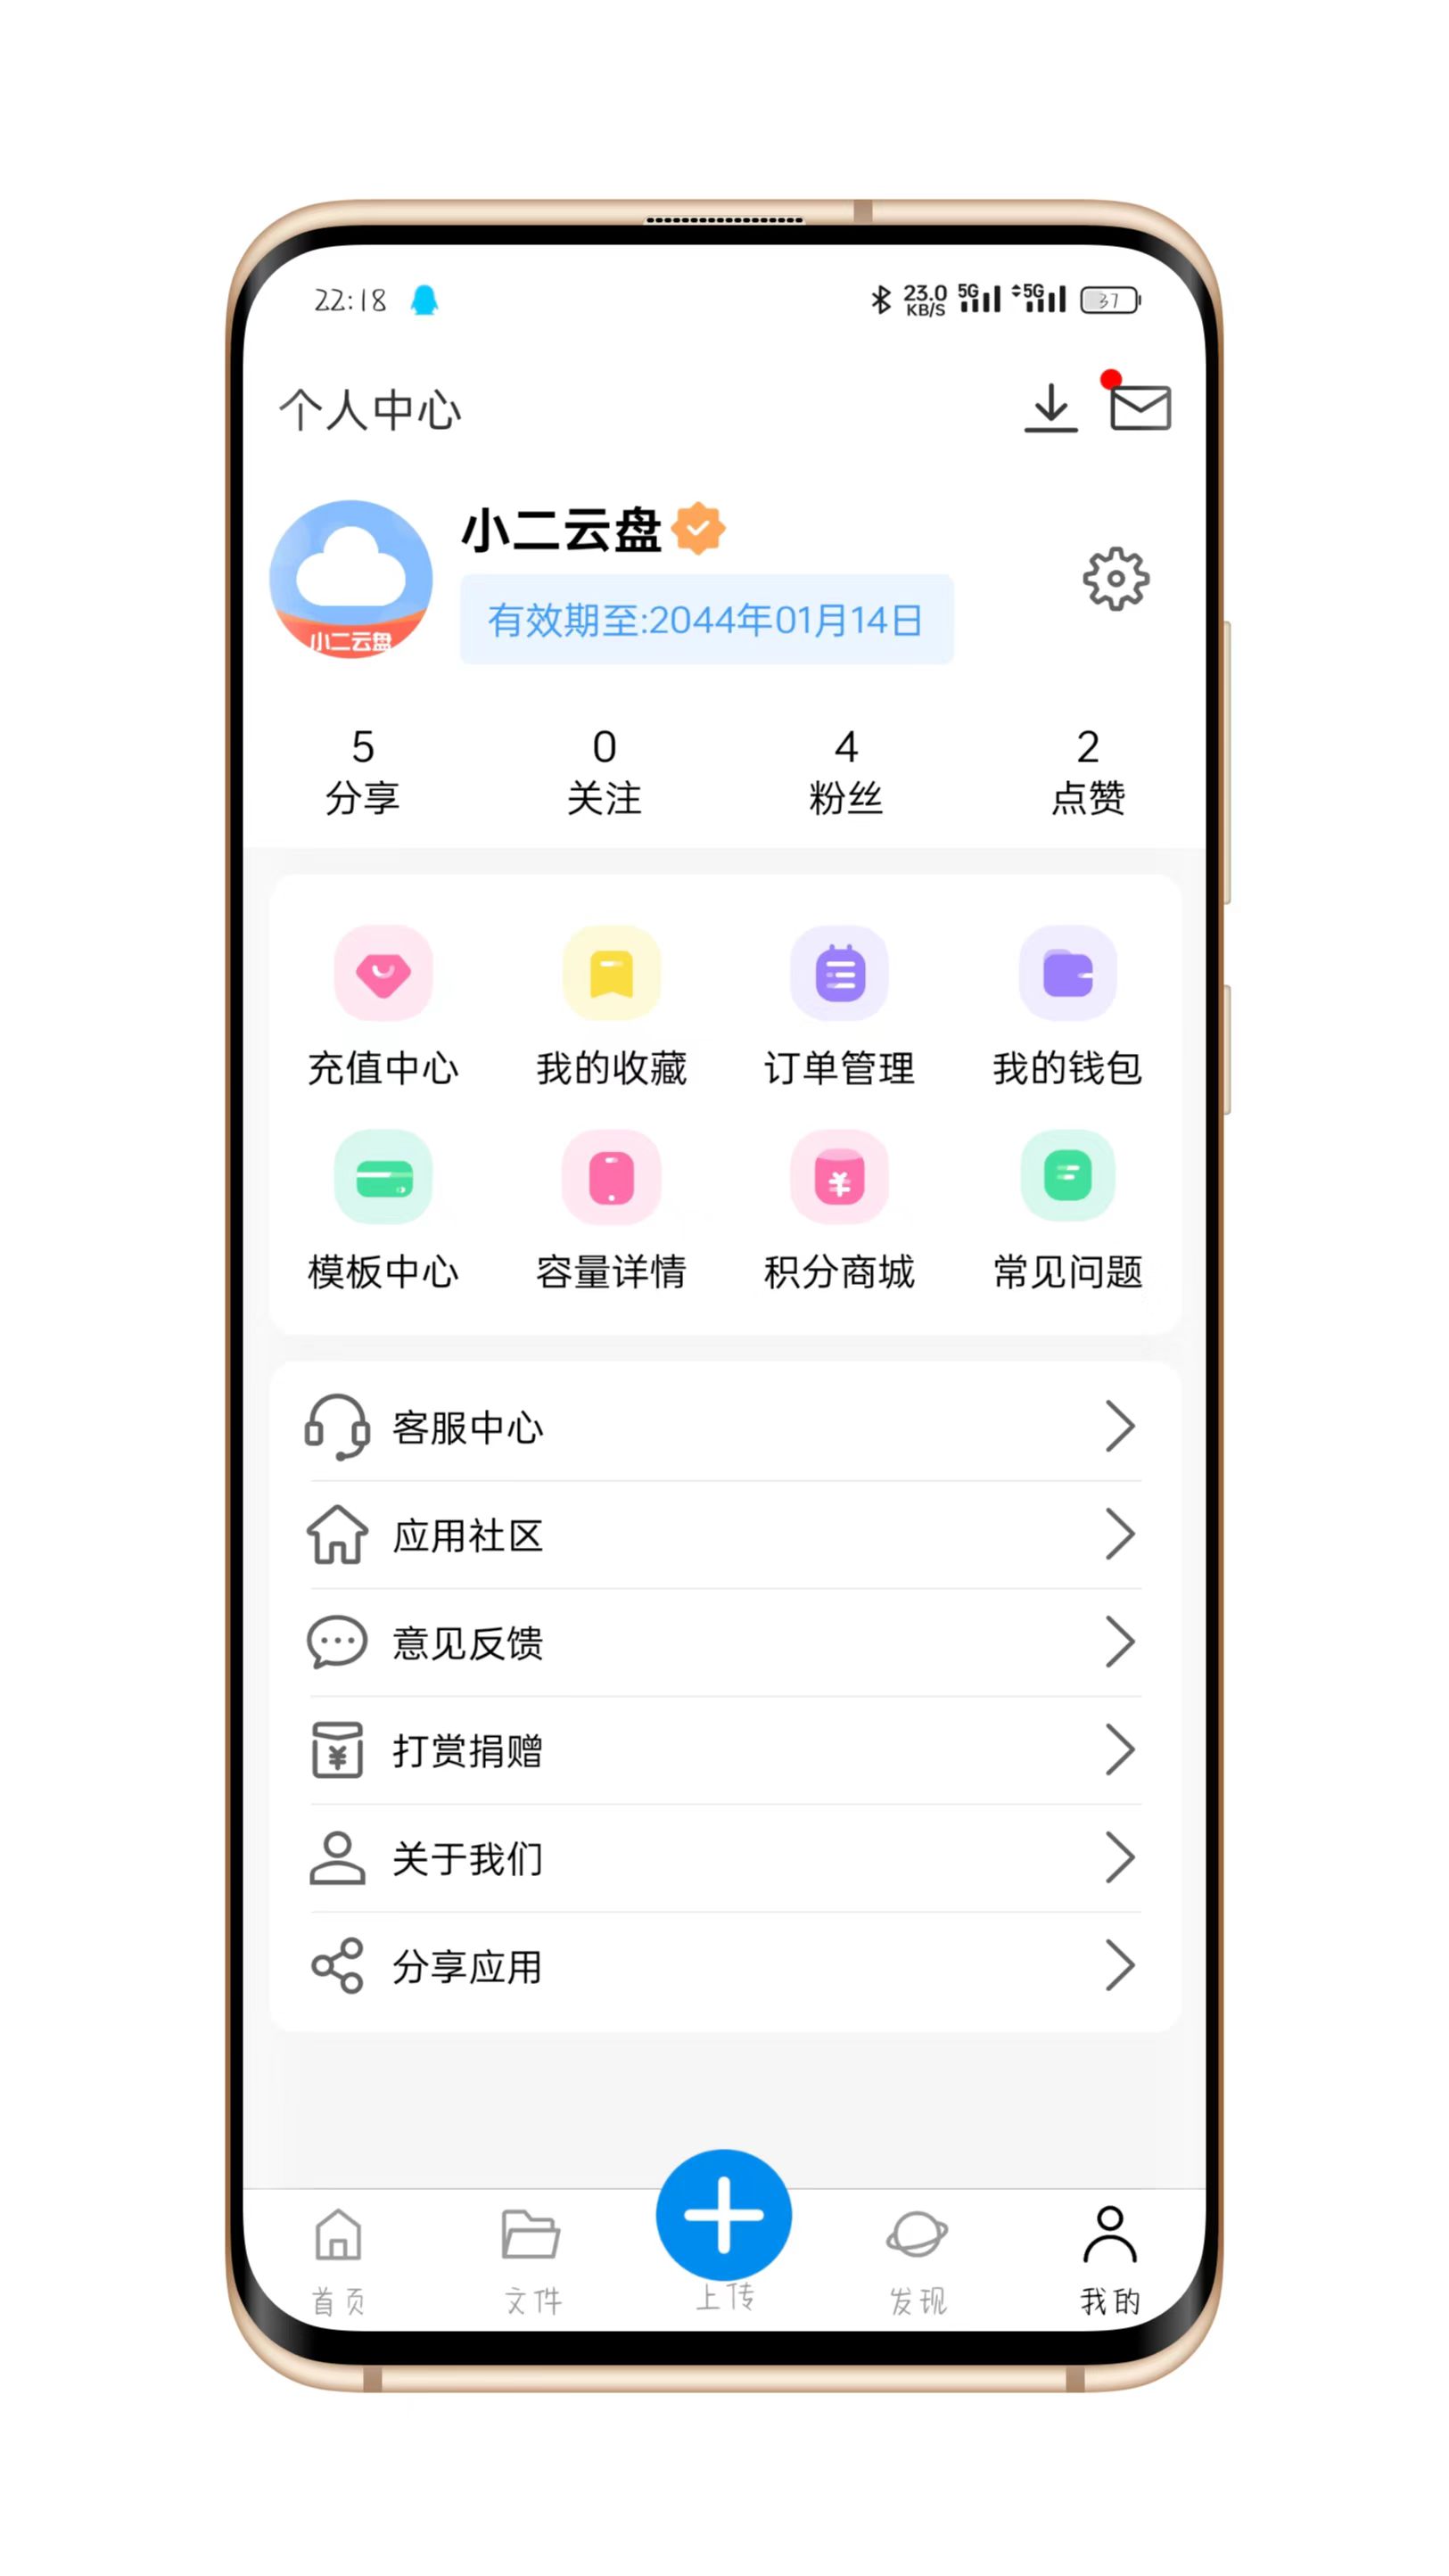 22:18 23.0 KB/S 5G 5G 37
个人中心
小二云盘
小二云盘
有效期至:2044年01月14日
5 0 4 2
分享 关注 粉丝 点赞
充值中心 我的收藏 订单管理 我的钱包
¥
模板中心 容量详情 积分商城 常见问题
客服中心
应用社区
意见反馈
¥ 打赏捐赠
关于我们
分享应用
首页 文件 上传 发现 我的